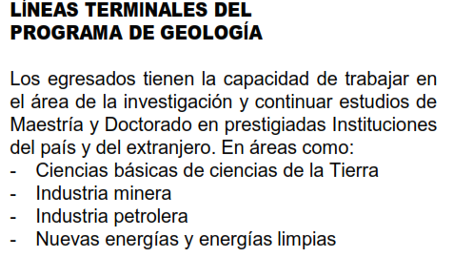 LÍNEAS TERMINALES DEL
PROGRAMA DE GEOLOGÍA
Los egresados tienen la capacidad de trabajar en
el área de la investigación y continuar estudios de
Maestría y Doctorado en prestigiadas Instituciones
del país y del extranjero. En áreas como:
- Ciencias básicas de ciencias de la Tierra
- Industria minera
- Industria petrolera
- Nuevas energías y energías limpias